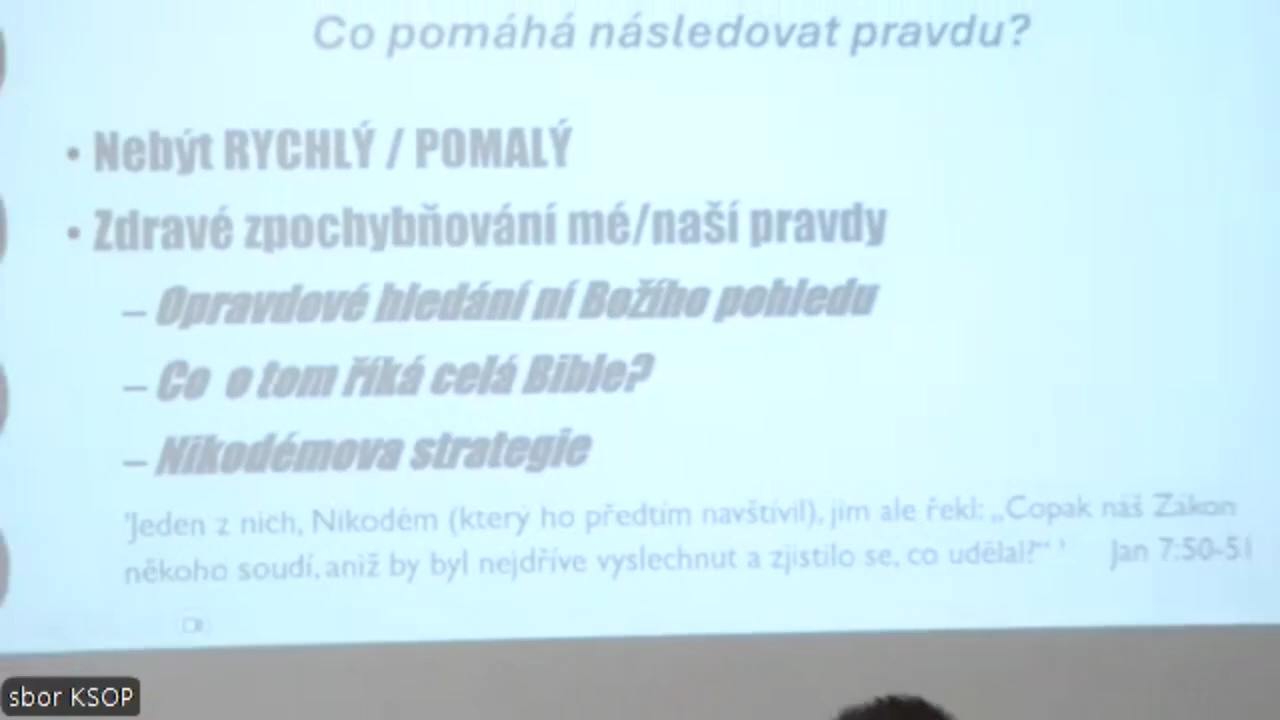 Co pomáhá následovat pravdu?
• Nebýt RYCHLÝ / POMALÝ
• Zdravé zpochybňování mé/naší pravdy
– Opravdové hledání ní Božího pohledu
– Co o tom říká celá Bible?
– Nikodémova strategie
'Jeden z nich, Nikodém (který ho předtím navštívil), jim ale řekl: „Copak náš Zákon
někoho soudí, aniž by byl nejdříve vyslechnut a zjistilo se, co udělal?“ ' Jan 7:50-51
sbor KSOP